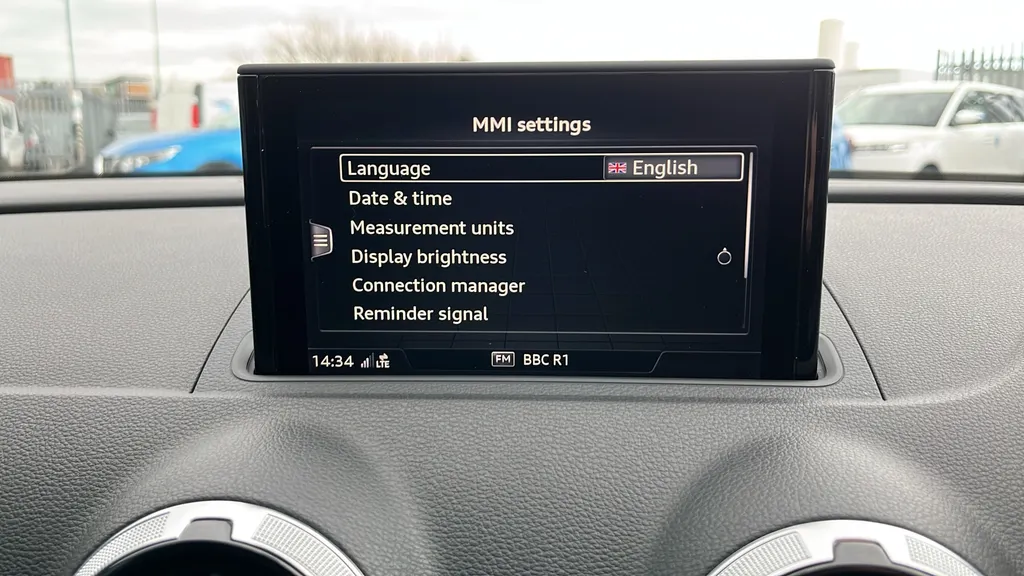 MMI settings
Language English
Date & time
Measurement units
Display brightness
Connection manager
Reminder signal
14:34 LTE FM BBC R1